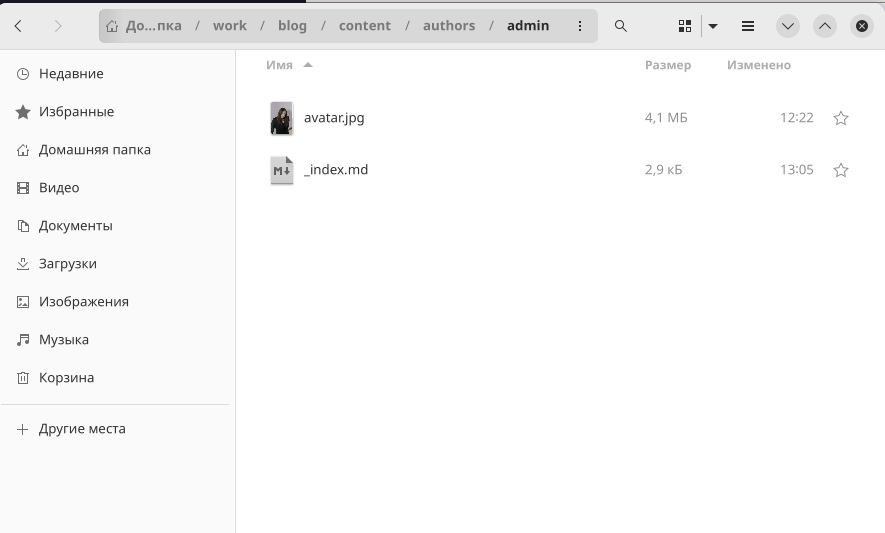 До…пка / work / blog / content / authors / admin
Недавние
Избранные
Домашняя папка
Видео
Документы
Загрузки
Изображения
Музыка
Корзина
Другие места
Имя Размер Изменено
avatar.jpg 4,1 МБ 12:22
_index.md 2,9 кБ 13:05